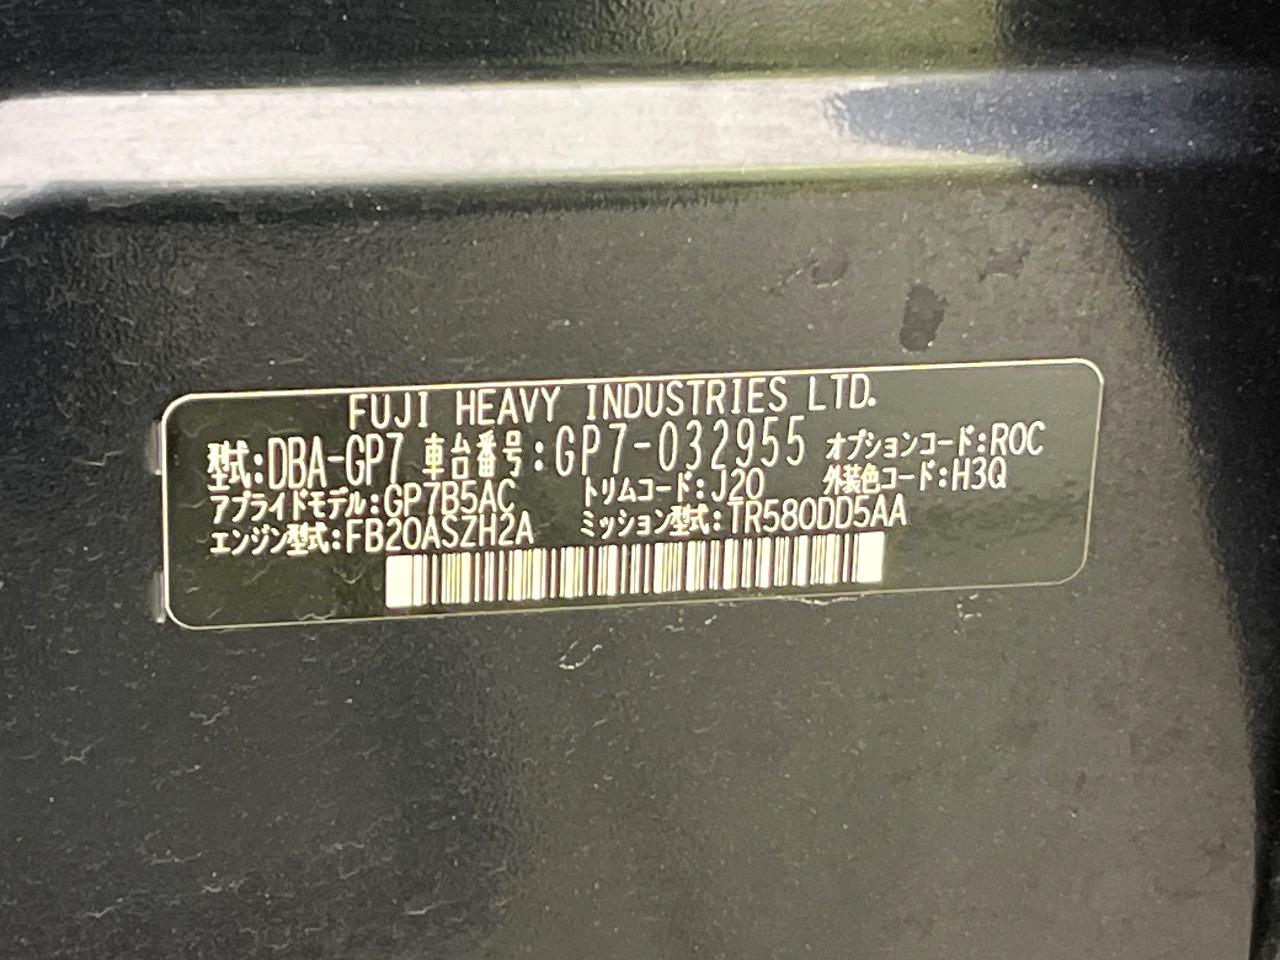 FUJI HEAVY INDUSTRIES LTD.
型式:DBA-GP7 車台番号:GP7-032955 オプションコード:ROC
アプライドモデル:GP7B5AC トリムコード:J20 外装色コード:H3Q
エンジン型式:FB20ASZH2A ミッション型式:TR580DD5AA